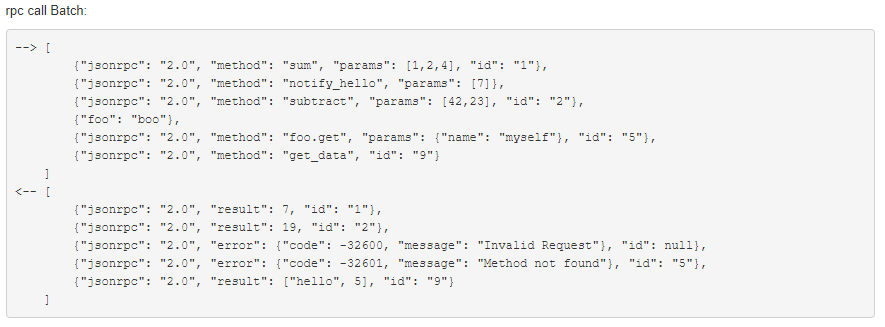 rpc call Batch:
--> [
{"jsonrpc": "2.0", "method": "sum", "params": [1,2,4], "id": "1"},
{"jsonrpc": "2.0", "method": "notify_hello", "params": [7]},
{"jsonrpc": "2.0", "method": "subtract", "params": [42,23], "id": "2"},
{"foo": "boo"},
{"jsonrpc": "2.0", "method": "foo.get", "params": {"name": "myself"}, "id": "5"},
{"jsonrpc": "2.0", "method": "get_data", "id": "9"}
]
<-- [
{"jsonrpc": "2.0", "result": 7, "id": "1"},
{"jsonrpc": "2.0", "result": 19, "id": "2"},
{"jsonrpc": "2.0", "error": {"code": -32600, "message": "Invalid Request"}, "id": null},
{"jsonrpc": "2.0", "error": {"code": -32601, "message": "Method not found"}, "id": "5"},
{"jsonrpc": "2.0", "result": ["hello", 5], "id": "9"}
]